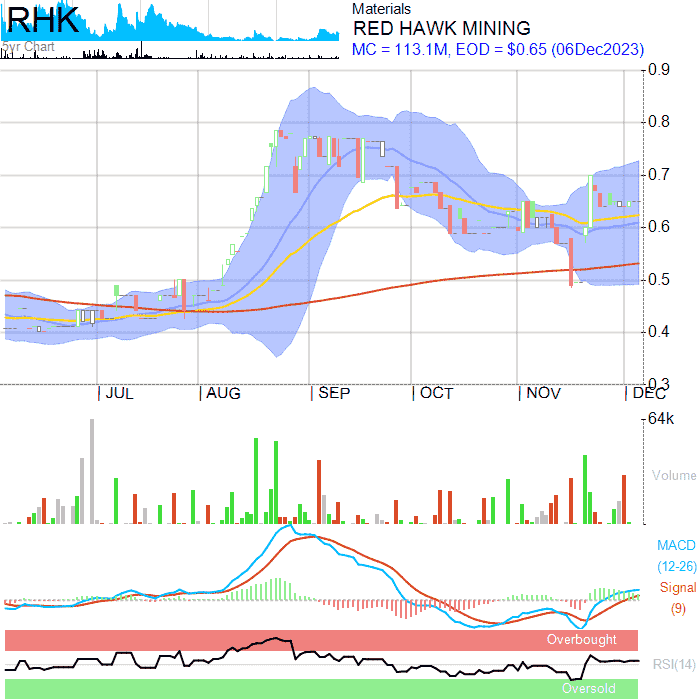 RHK
5yr Chart
Materials
RED HAWK MINING
MC = 113.1M, EOD = $0.65 (06Dec2023)
0.9
0.8
0.7
0.6
0.5
0.4
0.3
JUL AUG SEP OCT NOV DEC
64k
Volume
MACD
(12-26)
Signal
(9)
Overbought
RSI(14)
Oversold